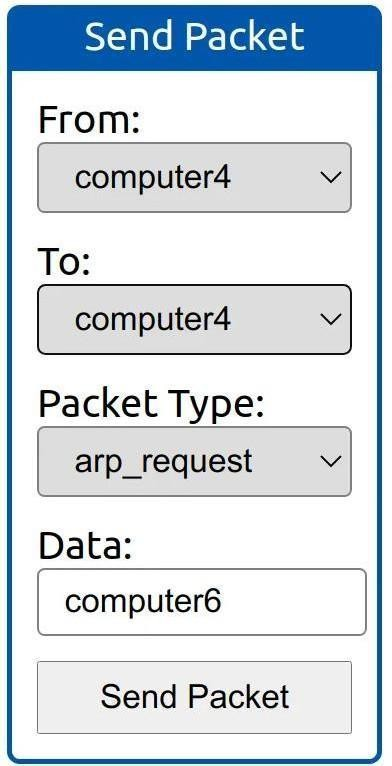 Send Packet
From:
computer4
To:
computer4
Packet Type:
arp_request
Data:
computer6
Send Packet